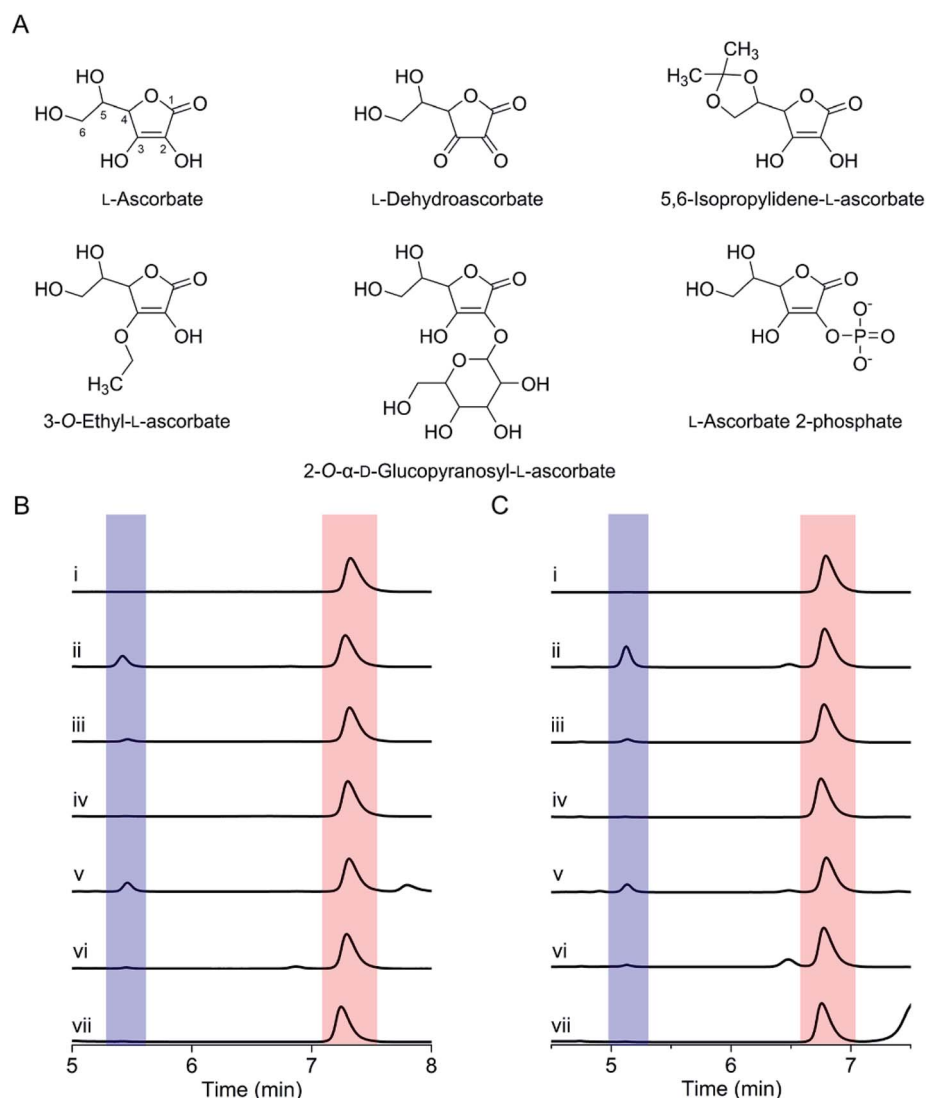 A
HO
HO
O
O
1
2
3
4
5
6
HO
OH
L-Ascorbate
HO
HO
O
O
O
O
L-Dehydroascorbate
CH₃
H₃C
O
O
O
O
HO
OH
5,6-Isopropylidene-L-ascorbate
HO
HO
O
O
O
OH
H₃C
3-O-Ethyl-L-ascorbate
HO
HO
O
O
HO
O
O
OH
HO
HO
OH
2-O-α-D-Glucopyranosyl-L-ascorbate
HO
HO
O
O
HO
O
O⁻
P
O
O⁻
L-Ascorbate 2-phosphate
B
i
ii
iii
iv
v
vi
vii
5 6 7 8
Time (min)
C
i
ii
iii
iv
v
vi
vii
5 6 7
Time (min)